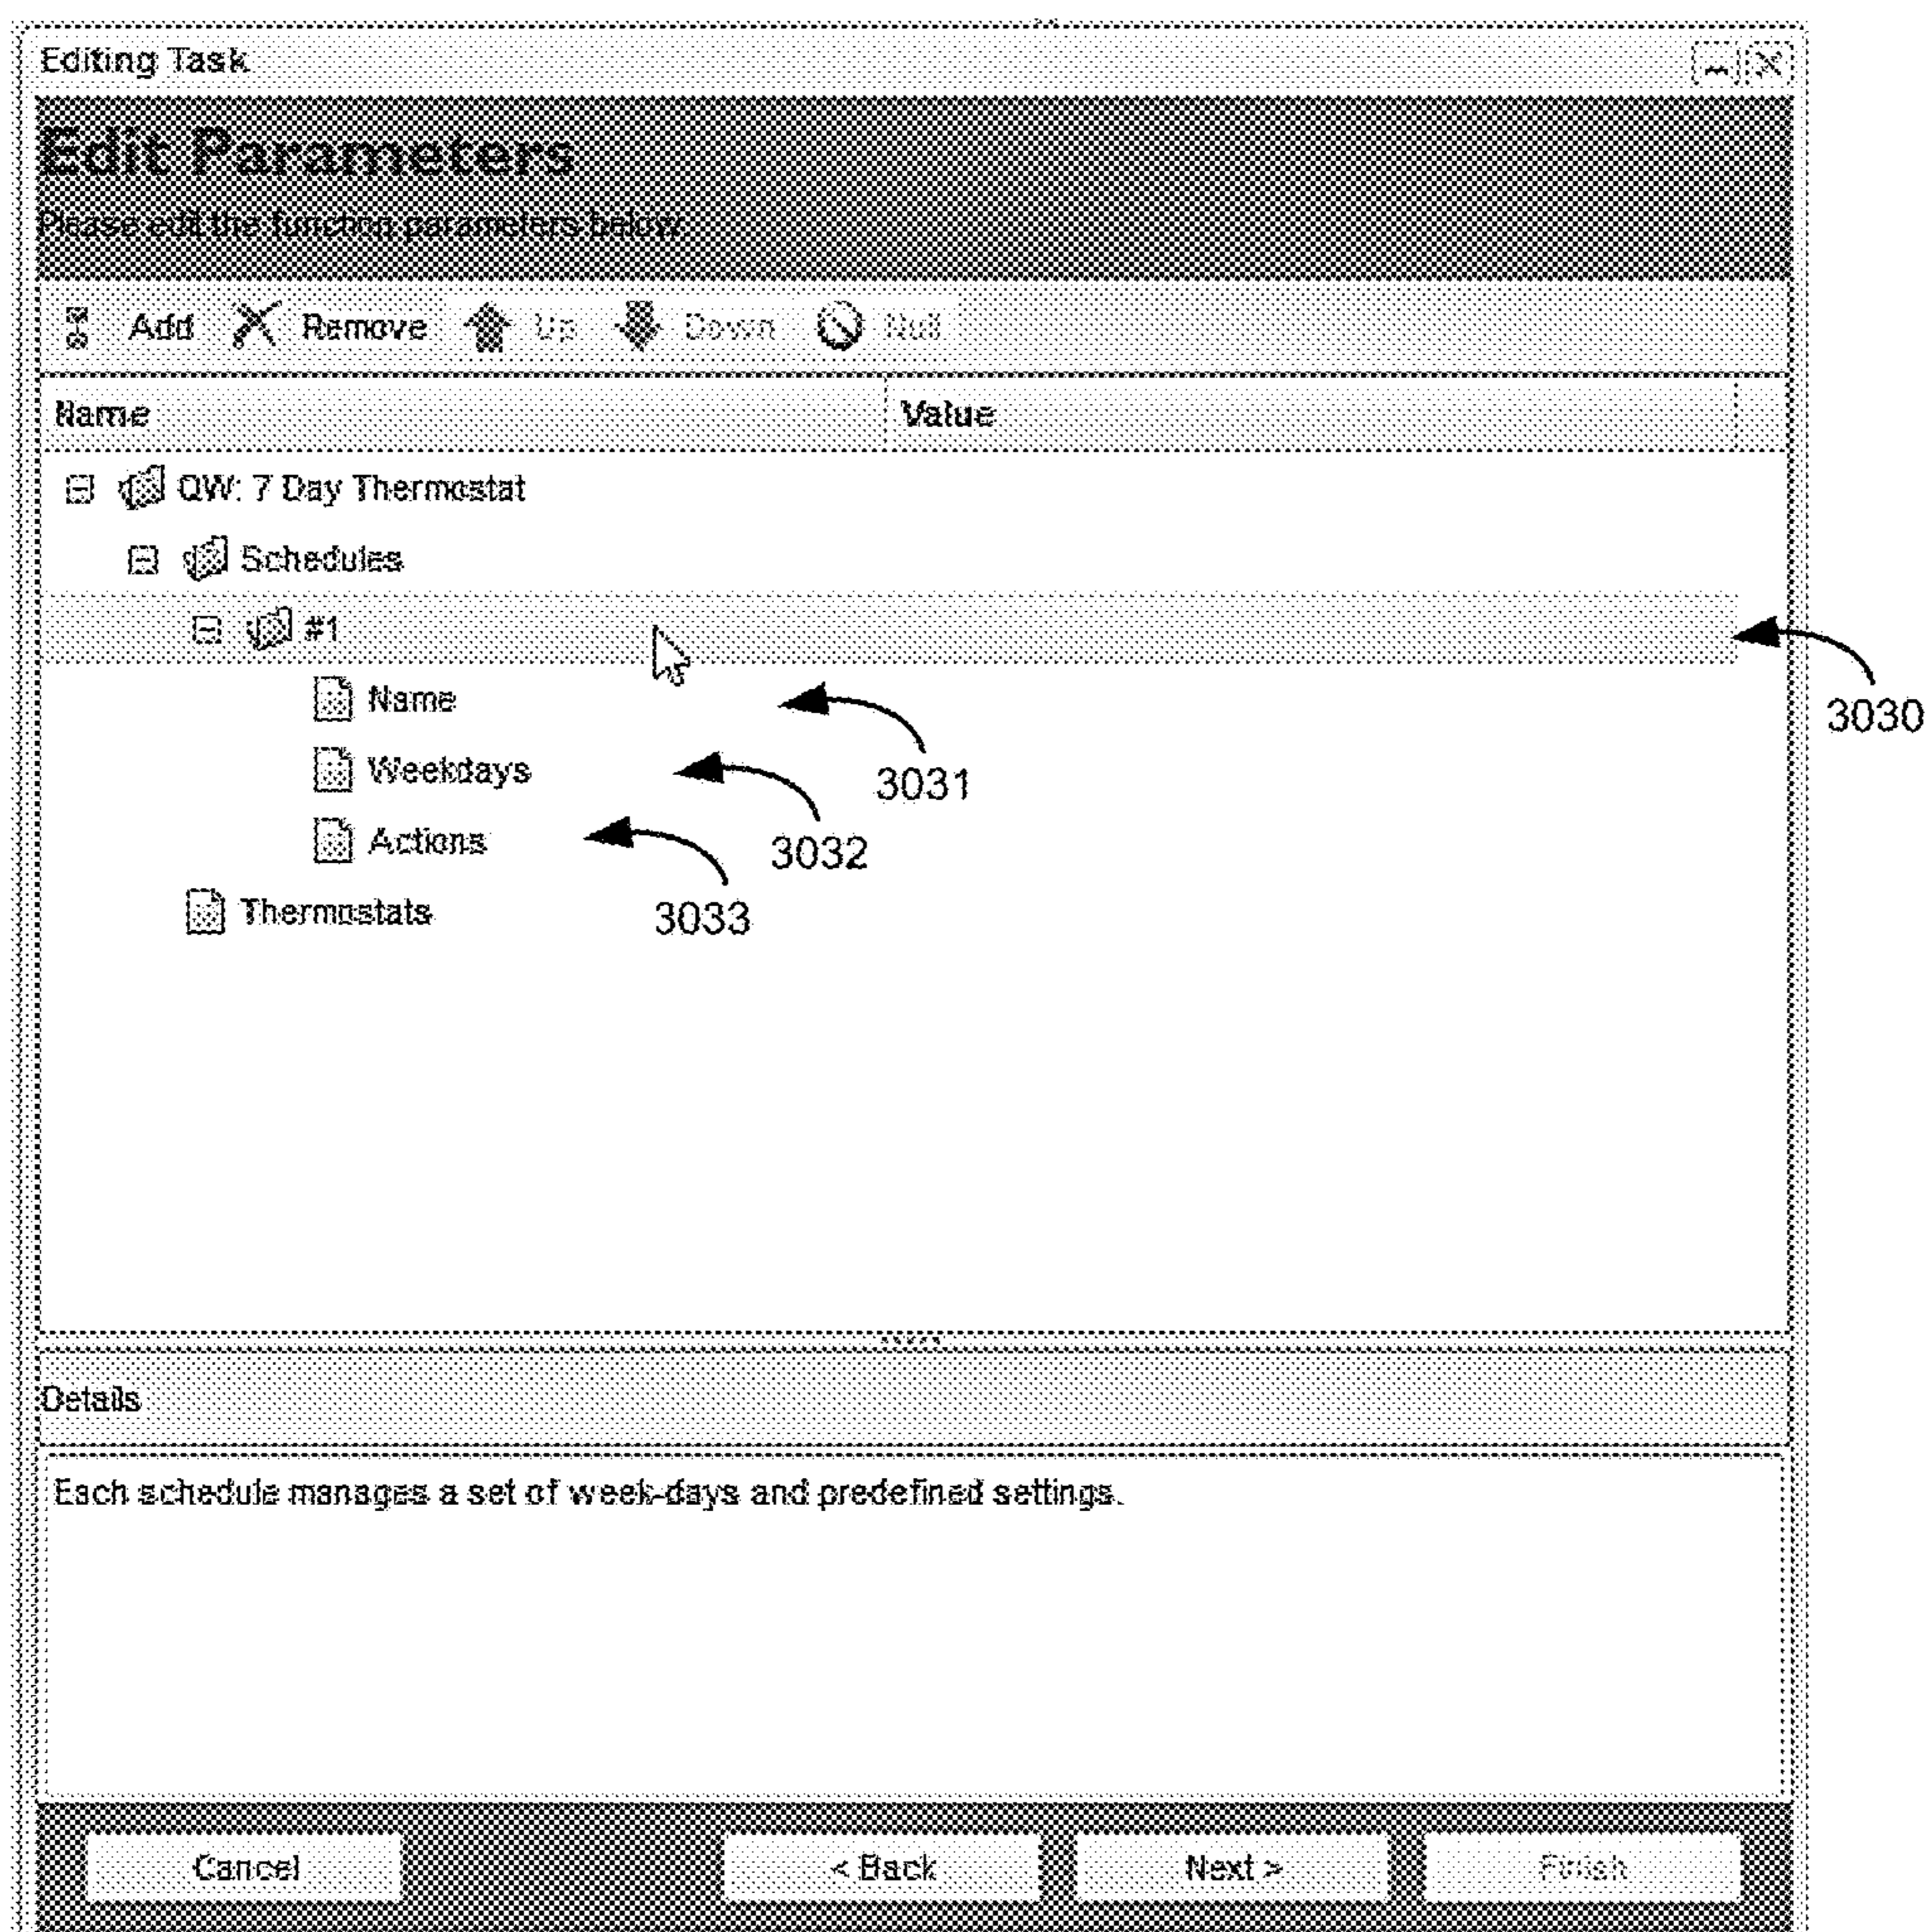 Editing Task
Edit Parameters
Please edit the function parameters below.
Add Remove Up Down Null
Name Value
QW: 7 Day Thermostat
Schedules
#1
3030
Name
3031
Weekdays
3032
Actions
3033
Thermostats
Details
Each schedule manages a set of week-days and predefined settings.
Cancel < Back Next > Finish